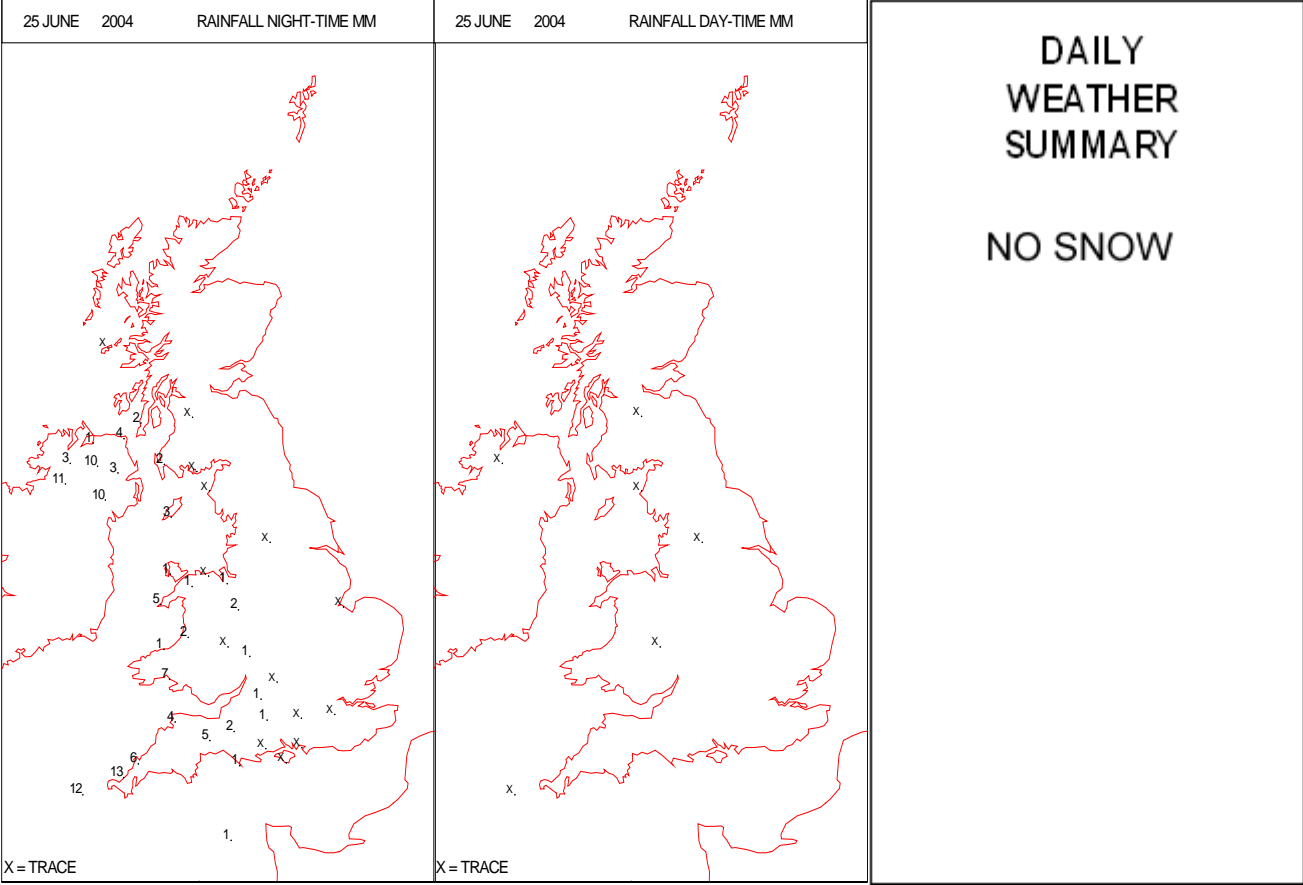 25 JUNE 2004 RAINFALL NIGHT-TIME MM
X.
2.
X.
1.
4.
3.
10.
3.
2.
X.
11.
10.
X.
3.
X.
1.
1.
X.
1.
5.
2.
X.
1.
2.
X.
1.
7.
X.
1.
4.
1.
X.
X.
5.
2.
X.
X.
6.
1.
X.
13.
12.
1.
X = TRACE
25 JUNE 2004 RAINFALL DAY-TIME MM
X.
X.
X.
X.
X.
X.
X = TRACE
DAILY
WEATHER
SUMMARY
NO SNOW